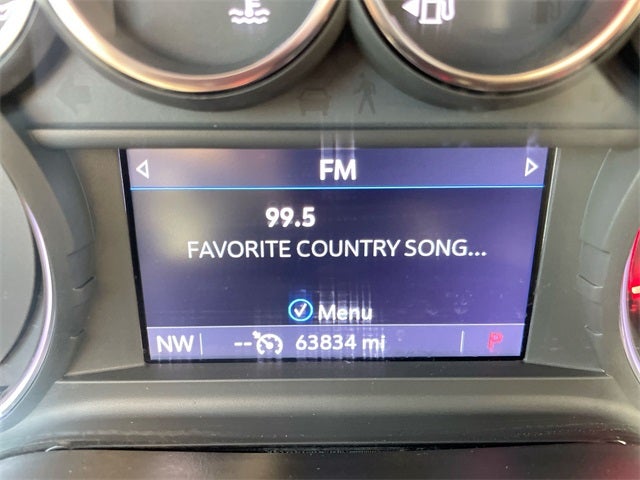 FM
99.5
FAVORITE COUNTRY SONG...
Menu
NW -- 63834 mi P